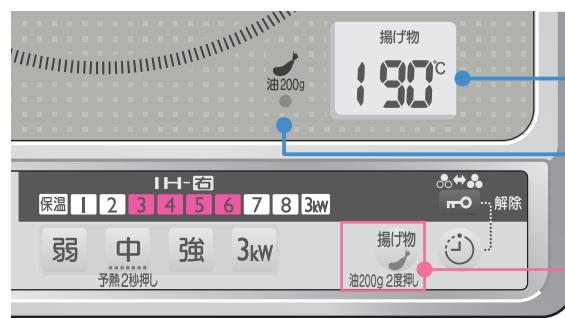 揚げ物
190℃
油200g
IH-右
保温 1 2 3 4 5 6 7 8 3kW
解除
弱 中 強 3kW
揚げ物
予熱2秒押し
油200g 2度押し